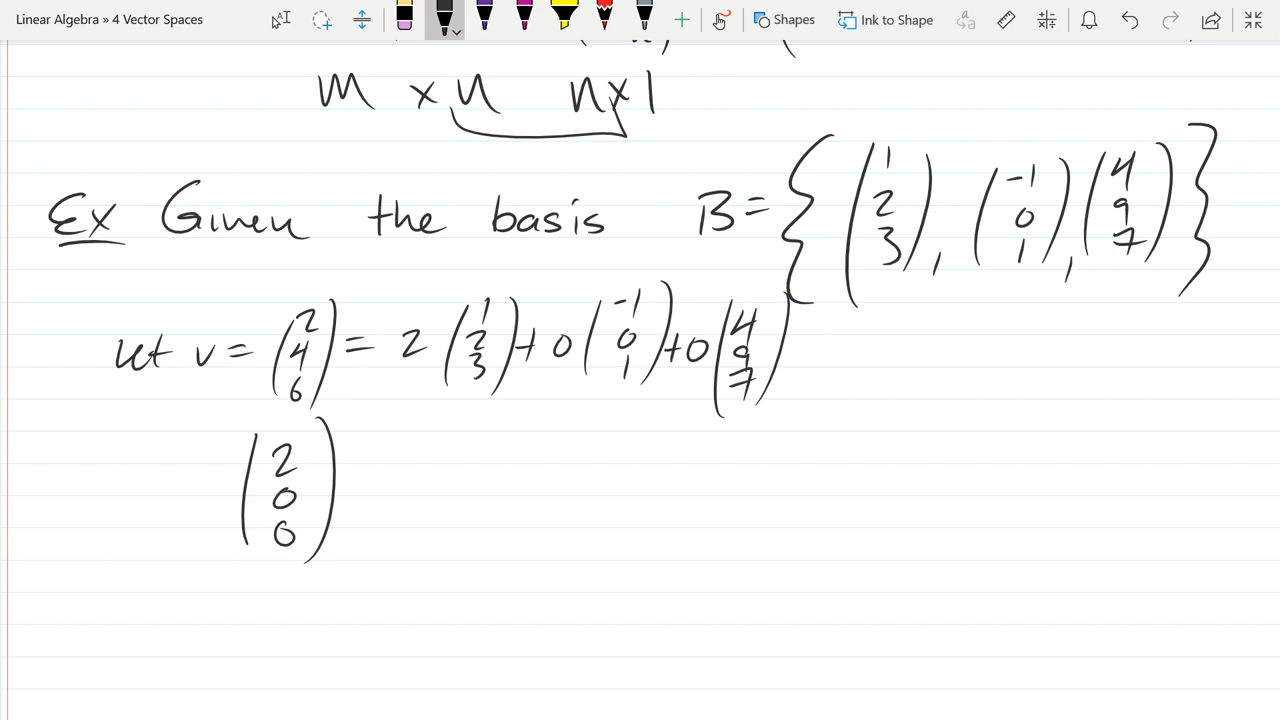 Linear Algebra » 4 Vector Spaces Shapes Ink to Shape
m × n n×1
Ex Given the basis B = { (1 2 3), (-1 0 1), (4 9 7) }
let v = (2 4 6) = 2 (1 2 3) + 0 (-1 0 1) + 0 (4 9 7)
(2 0 0)